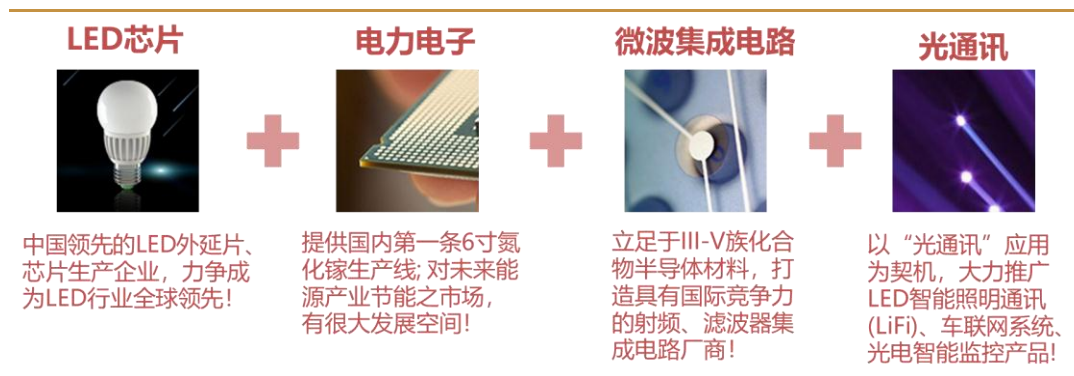 LED芯片
中国领先的LED外延片、
芯片生产企业，力争成
为LED行业全球领先！
电力电子
提供国内第一条6寸氮
化镓生产线; 对未来能
源产业节能之市场，
有很大发展空间！
微波集成电路
立足于III-V族化合
物半导体材料，打
造具有国际竞争力
的射频、滤波器集
成电路厂商！
光通讯
以“光通讯”应用
为契机，大力推广
LED智能照明通讯
(LiFi)、车联网系统、
光电智能监控产品!